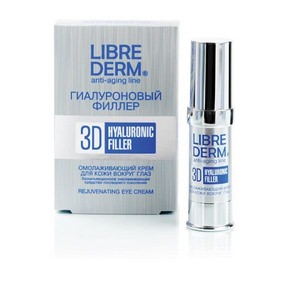 LIBRE
DERM®
anti-aging line
ГИАЛУРОНОВЫЙ
ФИЛЛЕР
3D HYALURONIC
FILLER
ОМОЛАЖИВАЮЩИЙ КРЕМ
ДЛЯ КОЖИ ВОКРУГ ГЛАЗ
REJUVENATING EYE CREAM
LIBRE
DERM®
anti-aging line
3D HYALURONIC
FILLER